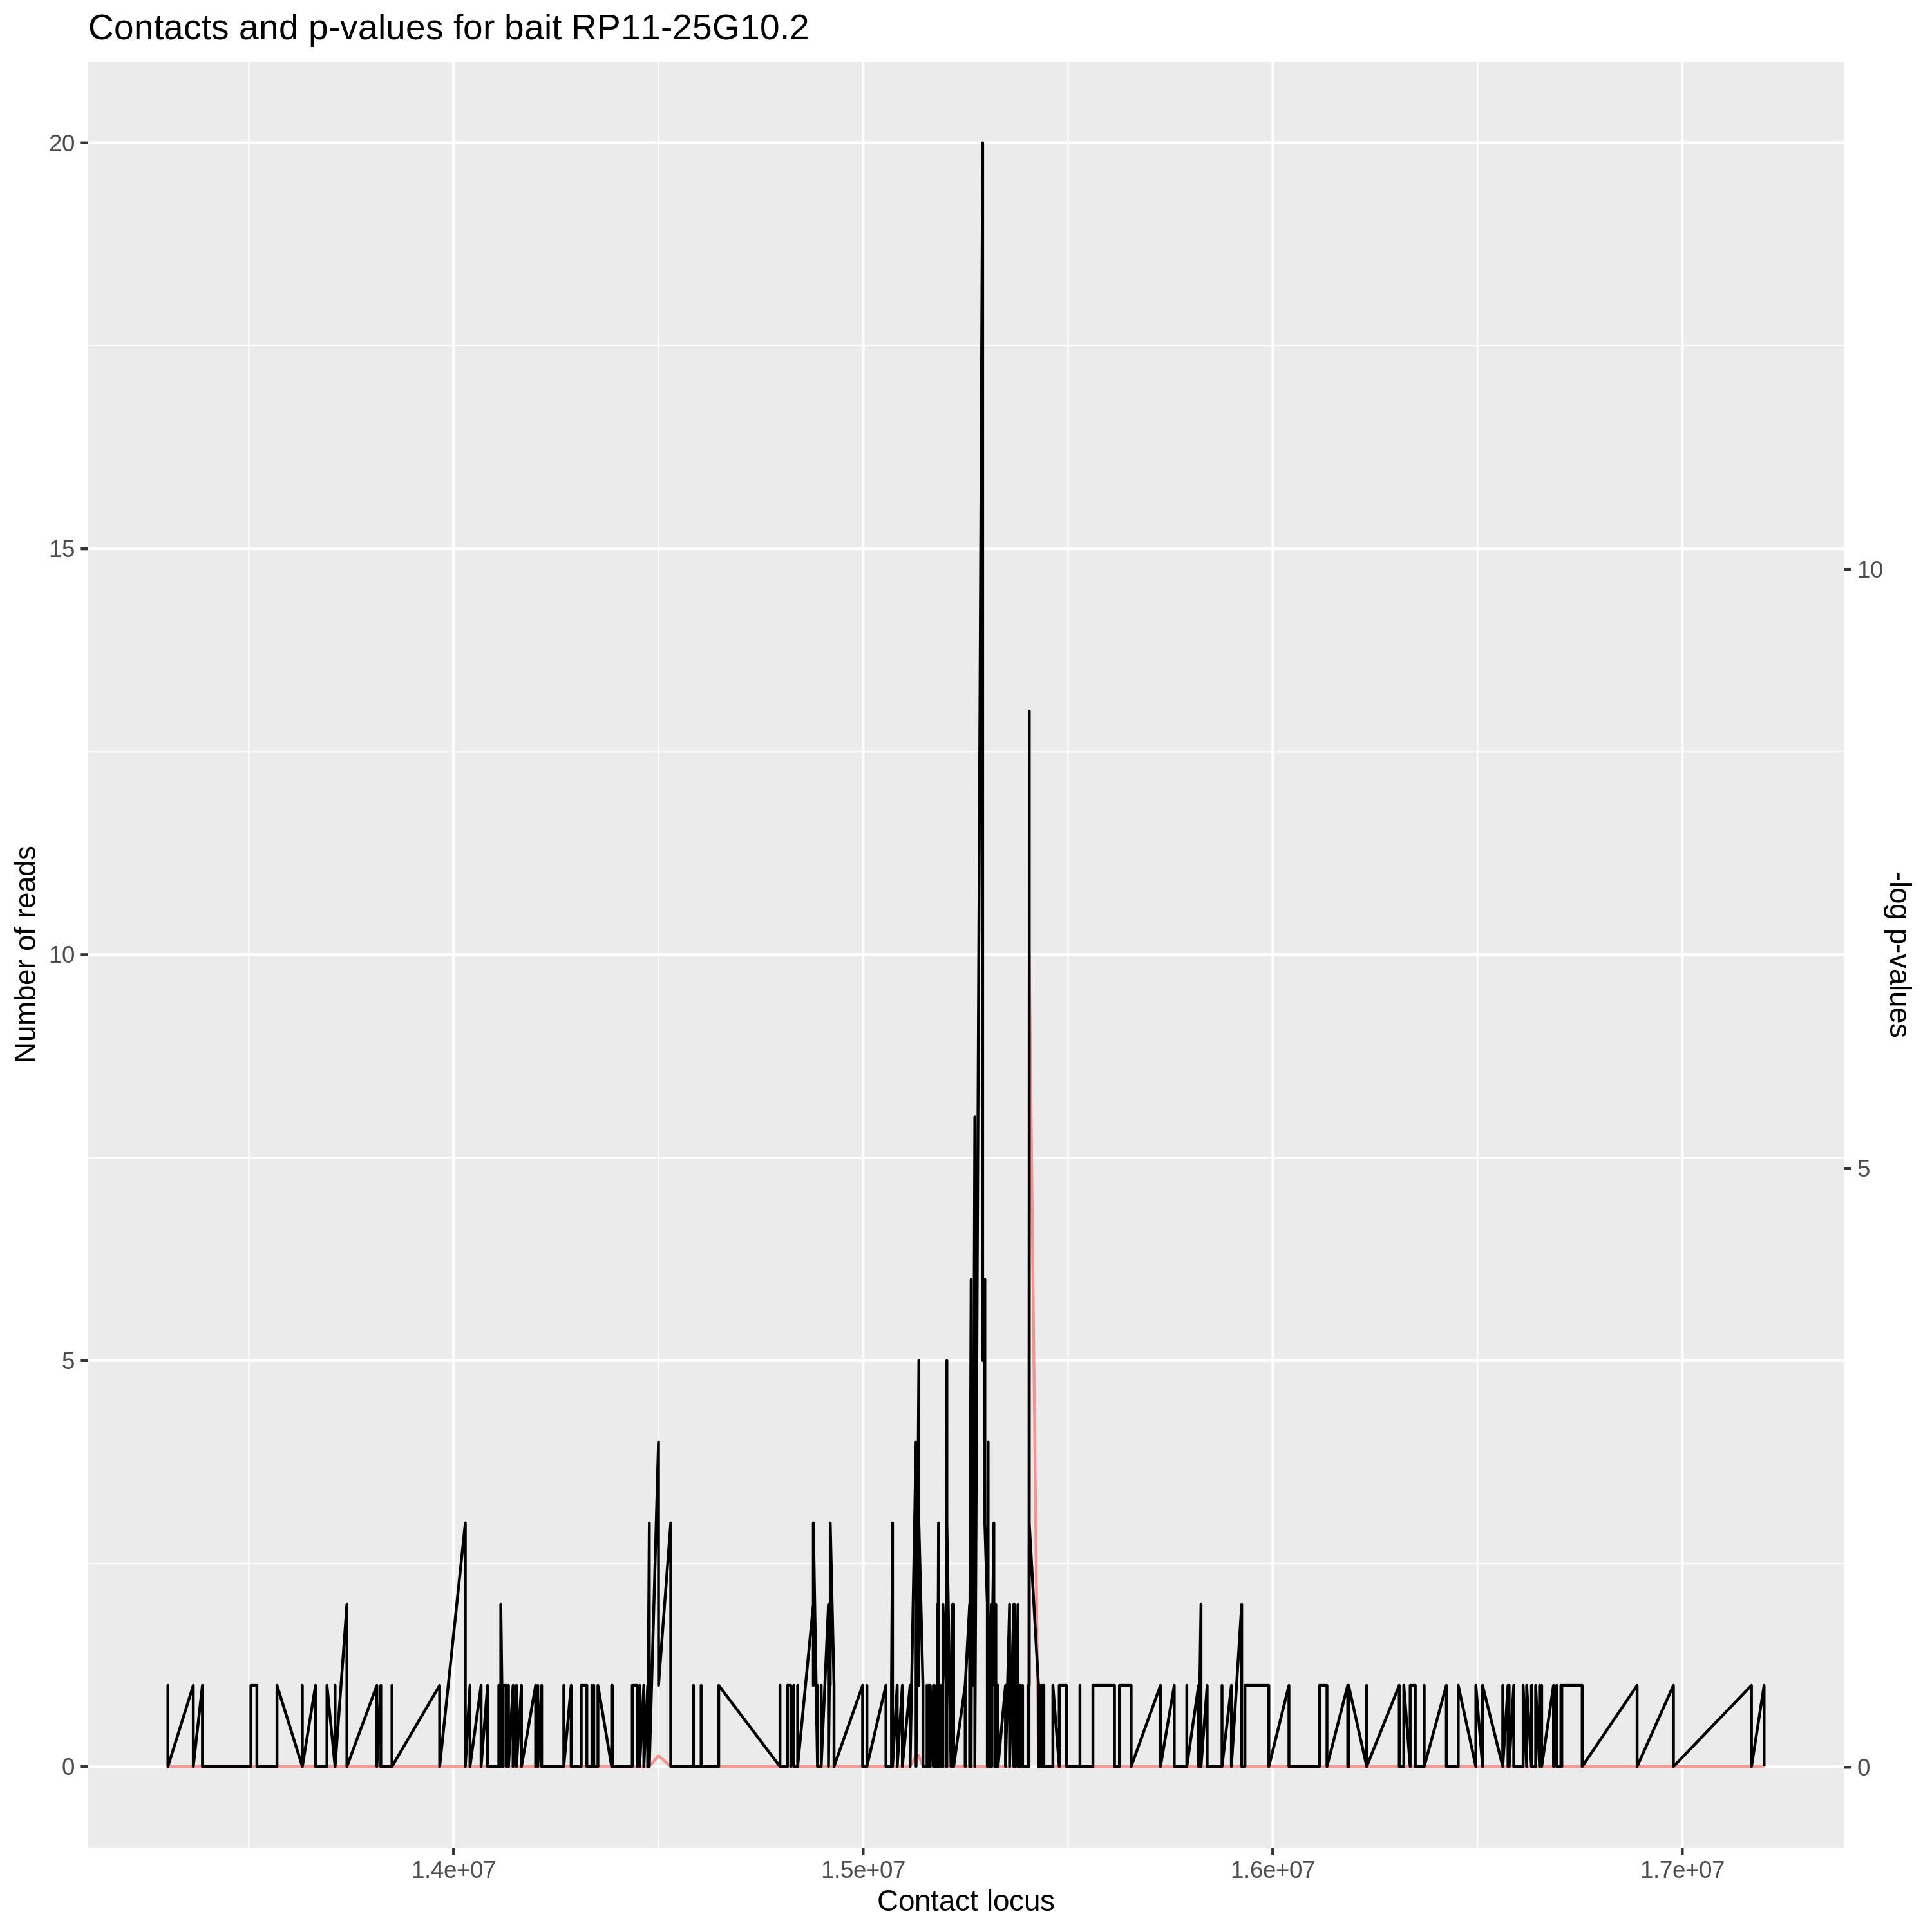 Contacts and p-values for bait RP11-25G10.2
20
15
10
5
0
Number of reads
10
5
0
-log p-values
1.4e+07 1.5e+07 1.6e+07 1.7e+07
Contact locus